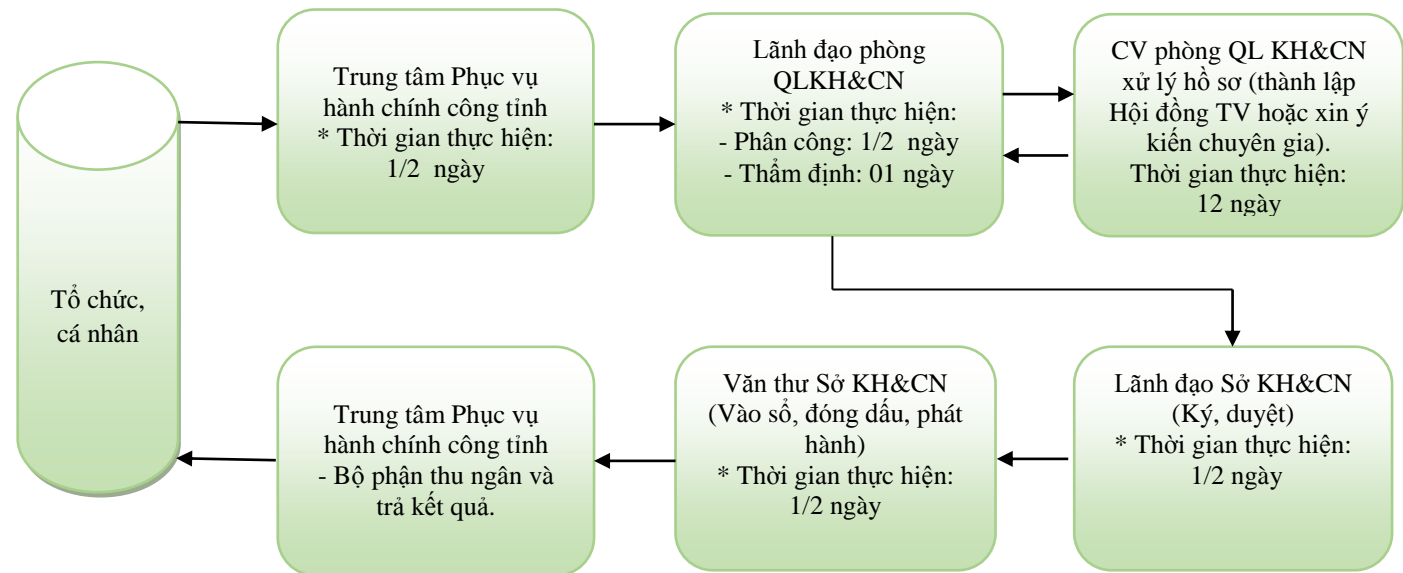 Trung tâm Phục vụ
hành chính công tỉnh
* Thời gian thực hiện:
1/2 ngày
Lãnh đạo phòng
QLKH&CN
* Thời gian thực hiện:
- Phân công: 1/2 ngày
- Thẩm định: 01 ngày
CV phòng QL KH&CN
xử lý hồ sơ (thành lập
Hội đồng TV hoặc xin ý
kiến chuyên gia).
Thời gian thực hiện:
12 ngày
Tổ chức,
cá nhân
Trung tâm Phục vụ
hành chính công tỉnh
- Bộ phận thu ngân và
trả kết quả.
Văn thư Sở KH&CN
(Vào sổ, đóng dấu, phát
hành)
* Thời gian thực hiện:
1/2 ngày
Lãnh đạo Sở KH&CN
(Ký, duyệt)
* Thời gian thực hiện:
1/2 ngày